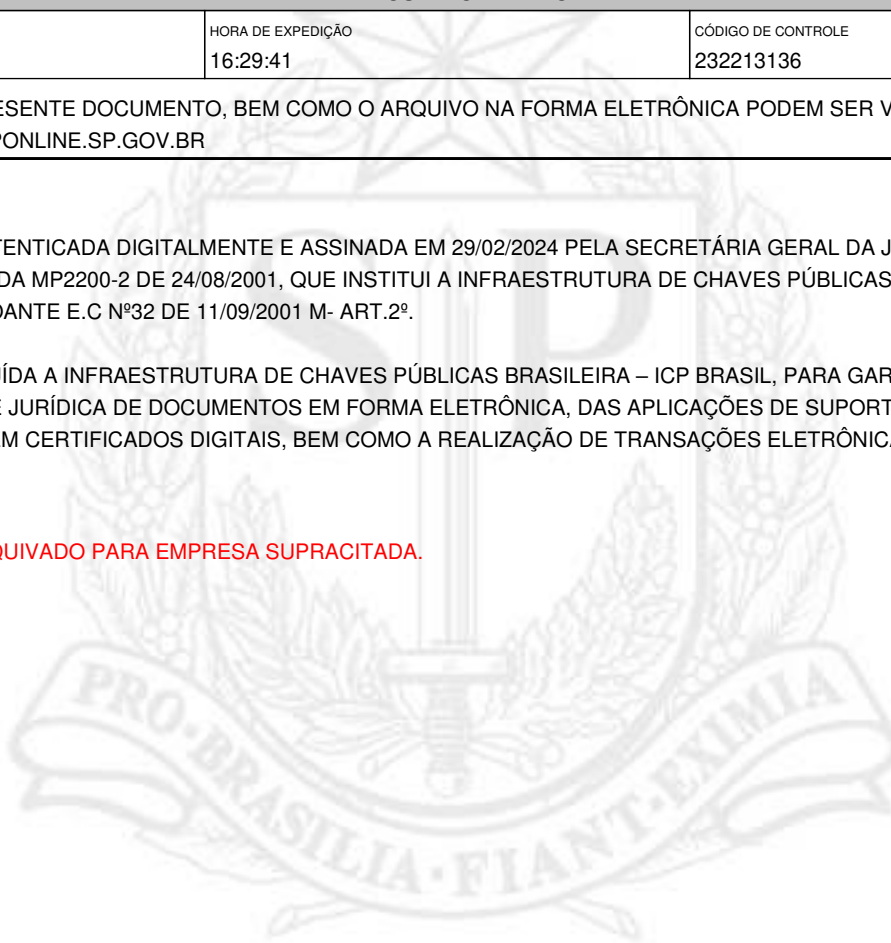 HORA DE EXPEDIÇÃO
CÓDIGO DE CONTROLE
16:29:41
232213136
ESENTE DOCUMENTO, BEM COMO O ARQUIVO NA FORMA ELETRÔNICA PODEM SER V
PONLINE.SP.GOV.BR
TENTICADA DIGITALMENTE E ASSINADA EM 29/02/2024 PELA SECRETÁRIA GERAL DA J
DA MP2200-2 DE 24/08/2001, QUE INSTITUI A INFRAESTRUTURA DE CHAVES PÚBLICAS
DANTE E.C Nº32 DE 11/09/2001 M- ART.2º.
ÍDA A INFRAESTRUTURA DE CHAVES PÚBLICAS BRASILEIRA – ICP BRASIL, PARA GAR
E JURÍDICA DE DOCUMENTOS EM FORMA ELETRÔNICA, DAS APLICAÇÕES DE SUPORT
EM CERTIFICADOS DIGITAIS, BEM COMO A REALIZAÇÃO DE TRANSAÇÕES ELETRÔNICA
QUIVADO PARA EMPRESA SUPRACITADA.
SP
PRO·BRASILIA·FIANT·EXIMIA